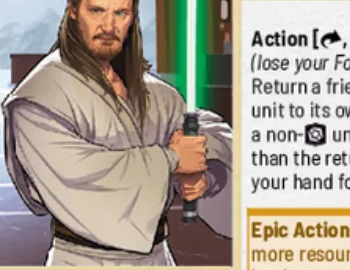 Action [
(lose your Fo
Return a frie
unit to its ow
a non- un
than the retu
your hand fo
Epic Action
more resour